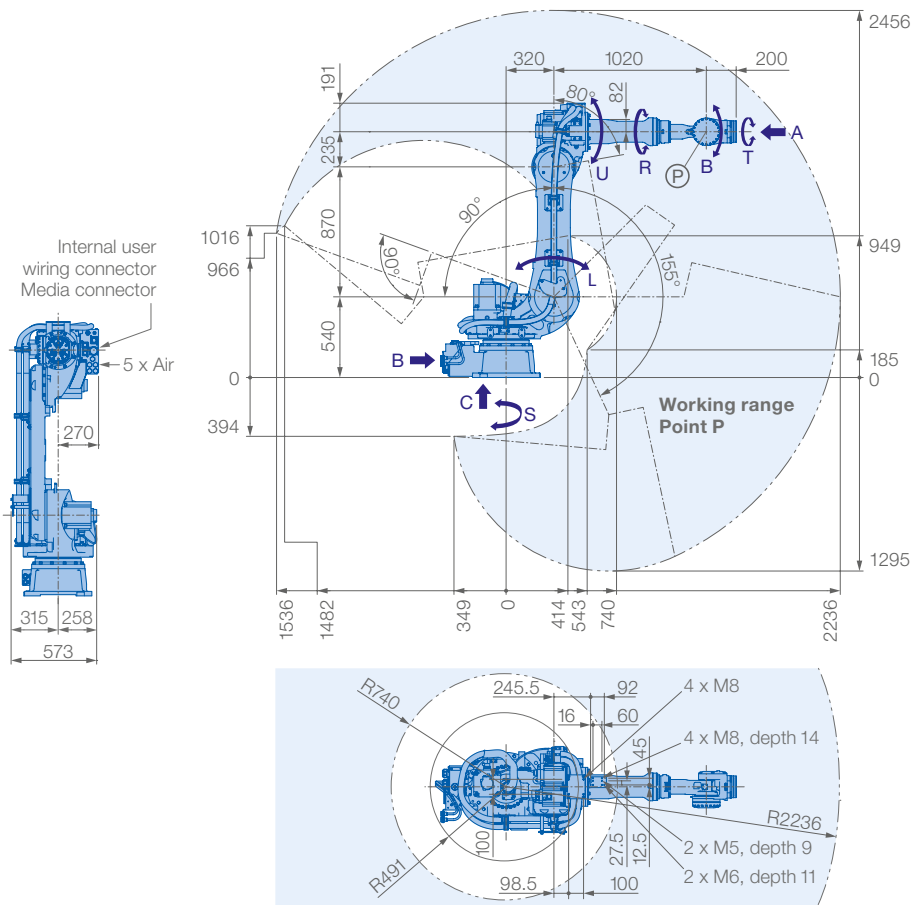 2456
320
1020
200
191
82
80°
A
U
R
B
T
P
235
870
90°
1016
966
90°
949
155°
L
Internal user
wiring connector
Media connector
540
185
5 x Air
B
0
0
C
S
Working range
Point P
394
270
1295
315
258
573
1536
1482
349
0
414
543
740
2236
245.5
92
4 x M8
R740
16
60
4 x M8, depth 14
45
R2236
100
27.5
12.5
2 x M5, depth 9
R491
2 x M6, depth 11
98.5
100